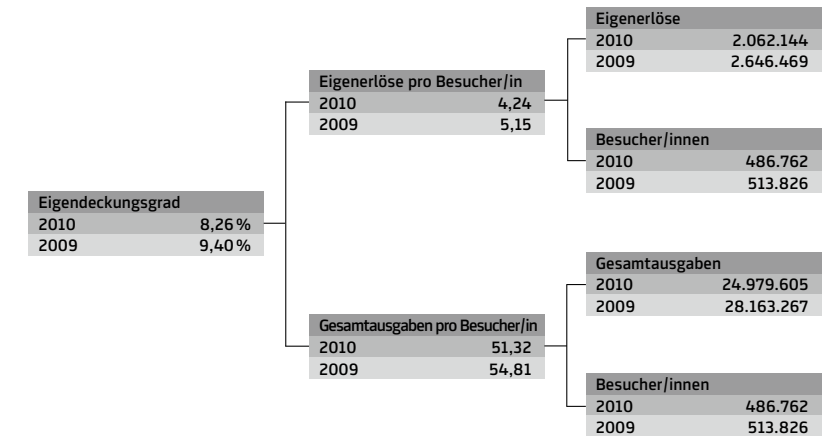 Eigenerlöse
2010 2.062.144
2009 2.646.469
Eigenerlöse pro Besucher/in
2010 4,24
2009 5,15
Besucher/innen
2010 486.762
2009 513.826
Eigendeckungsgrad
2010 8,26 %
2009 9,40 %
Gesamtausgaben
2010 24.979.605
2009 28.163.267
Gesamtausgaben pro Besucher/in
2010 51,32
2009 54,81
Besucher/innen
2010 486.762
2009 513.826